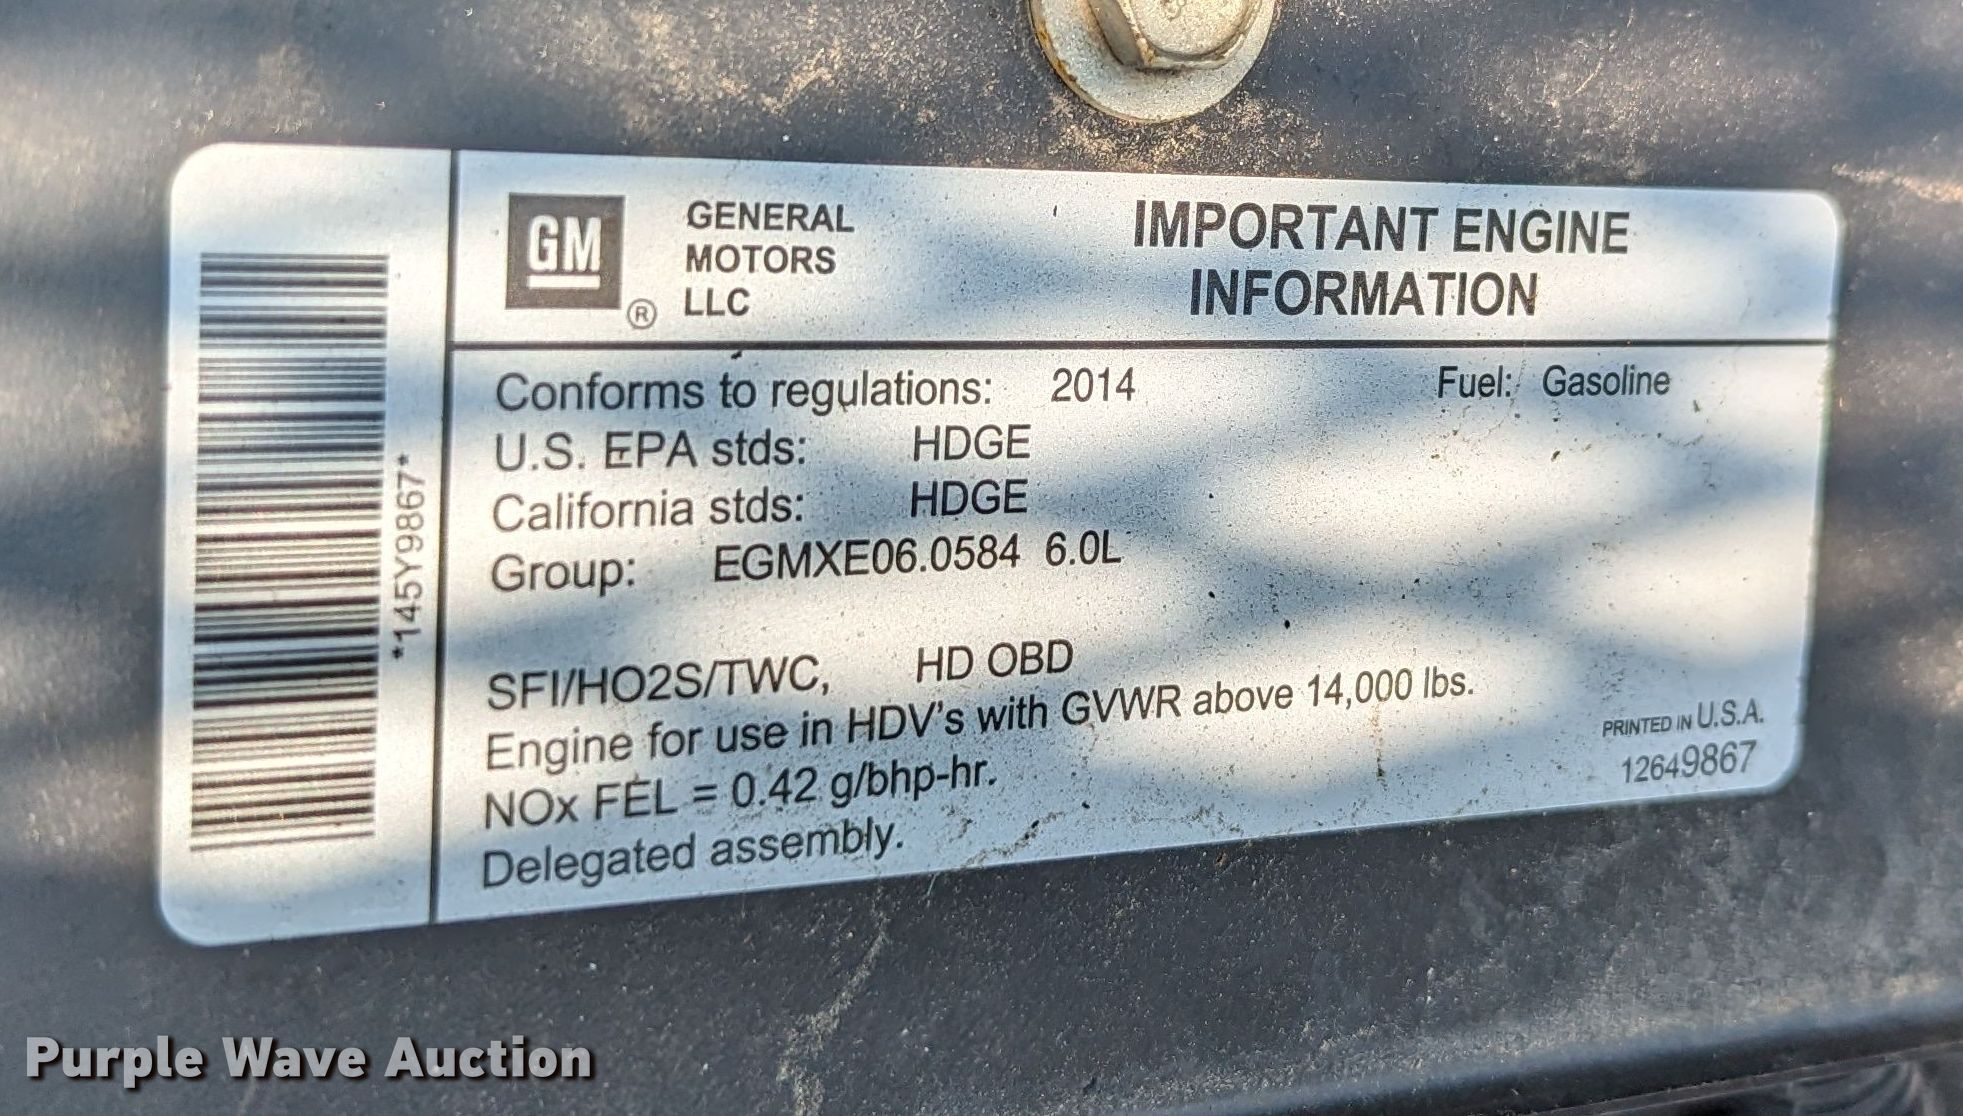 GM
®
GENERAL
MOTORS
LLC
IMPORTANT ENGINE
INFORMATION
*145Y9867*
Conforms to regulations: 2014 Fuel: Gasoline
U.S. EPA stds: HDGE
California stds: HDGE
Group: EGMXE06.0584 6.0L
SFI/HO2S/TWC, HD OBD
Engine for use in HDV's with GVWR above 14,000 lbs.
NOx FEL = 0.42 g/bhp-hr.
Delegated assembly.
PRINTED IN U.S.A.
12649867
Purple Wave Auction